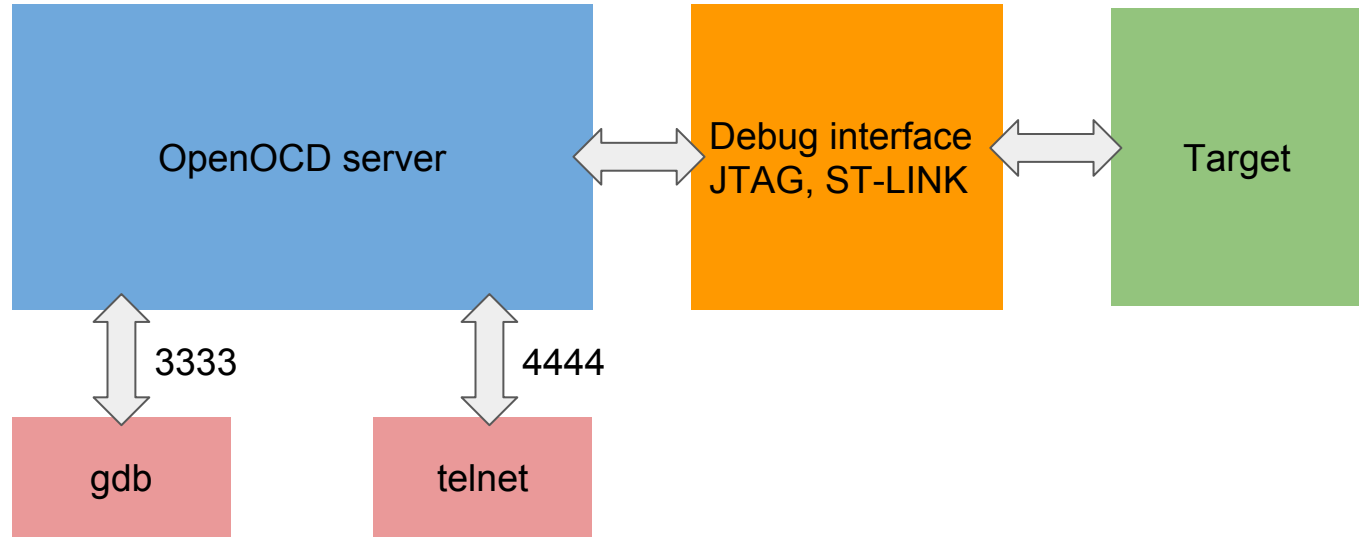 OpenOCD server
Debug interface
JTAG, ST-LINK
Target
3333
4444
gdb
telnet